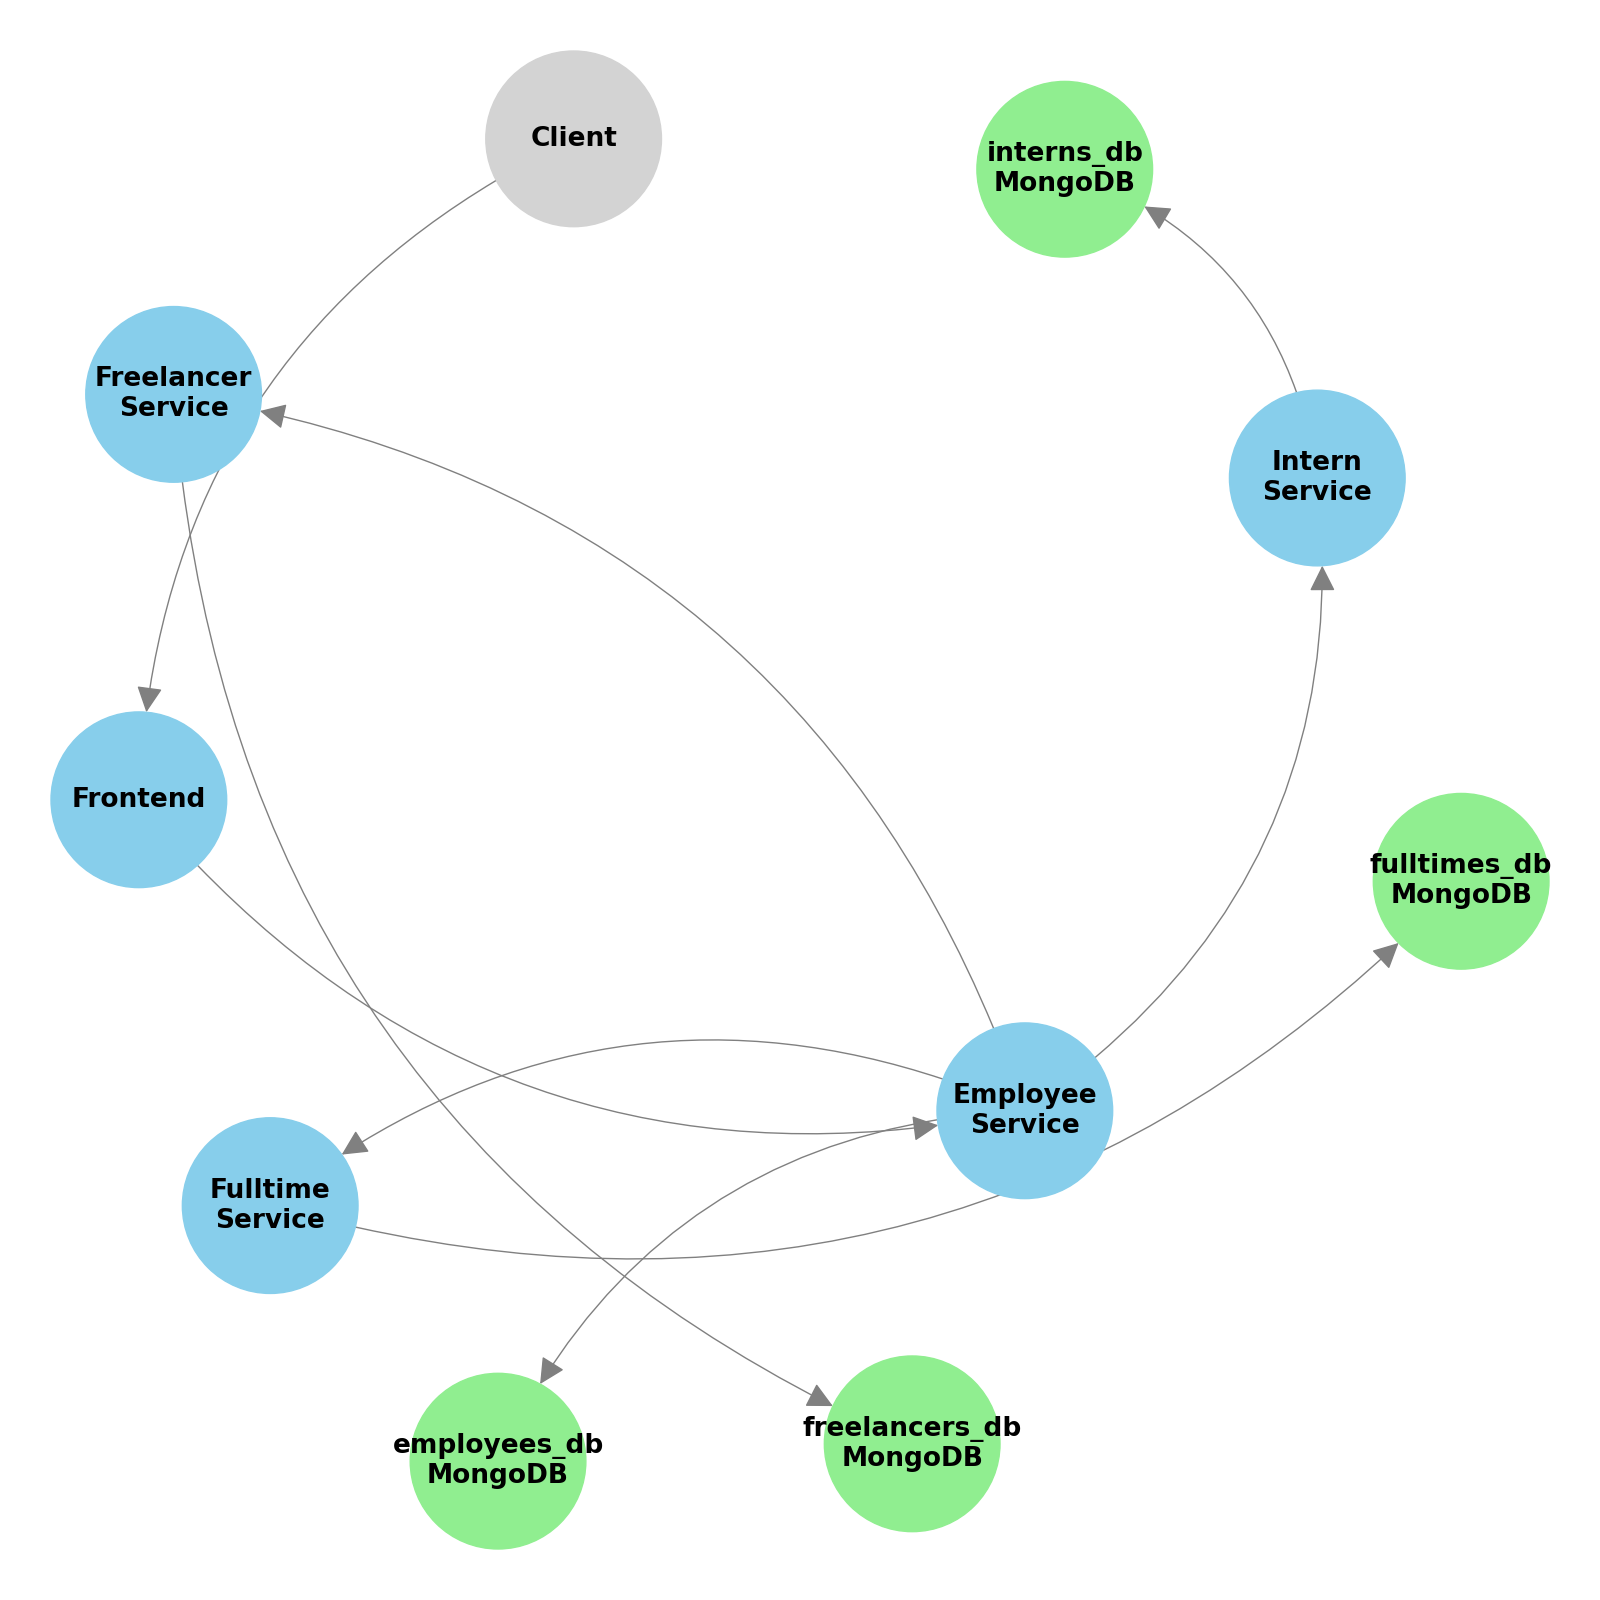 Client
interns_db
MongoDB
Freelancer
Service
Intern
Service
Frontend
fulltimes_db
MongoDB
Employee
Service
Fulltime
Service
employees_db
MongoDB
freelancers_db
MongoDB